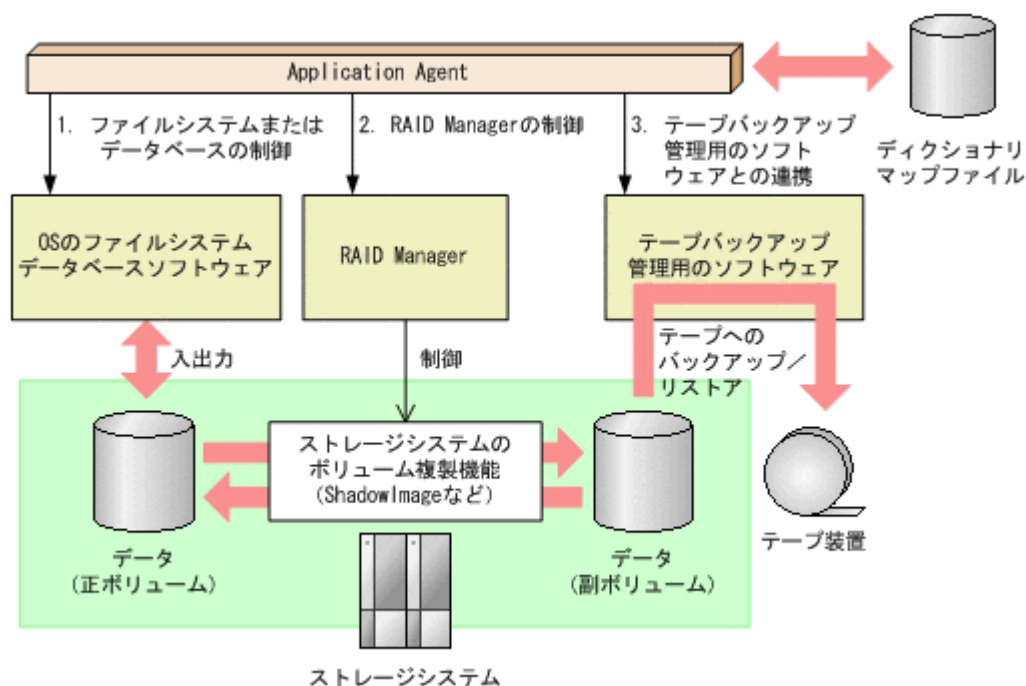 Application Agent
1. ファイルシステムまたは
データベースの制御
2. RAID Managerの制御
3. テープバックアップ
管理用のソフト
ウェアとの連携
ディクショナリ
マップファイル
OSのファイルシステム
データベースソフトウェア
RAID Manager
テープバックアップ
管理用のソフトウェア
入出力
制御
テープへの
バックアップ／
リストア
ストレージシステムの
ボリューム複製機能
(ShadowImageなど)
データ
(正ボリューム)
データ
(副ボリューム)
テープ装置
ストレージシステム